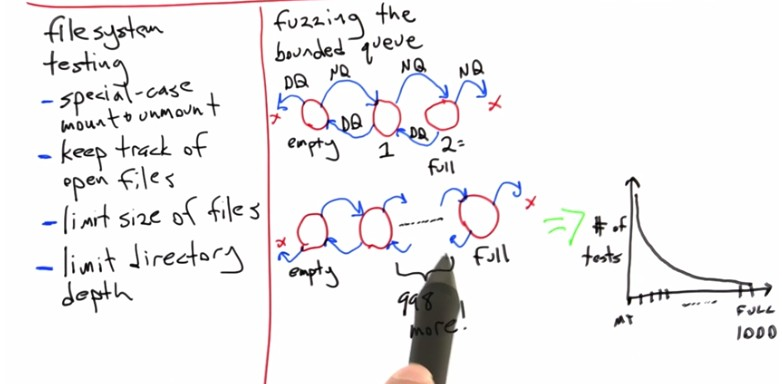 filesystem
testing
- special-case
mount & unmount
- keep track of
open files
- limit size of files
- limit directory
depth
fuzzing the
bounded queue
DQ NQ NQ NQ
x DQ DQ x
empty 1 2=
full
x x
empty full
998
more!
⇒ # of
tests
MT FULL
1000